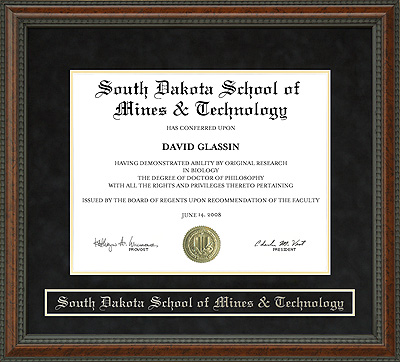 South Dakota School of
Mines & Technology
HAS CONFERRED UPON
DAVID GLASSIN
HAVING DEMONSTRATED ABILITY BY ORIGINAL RESEARCH
IN BIOLOGY
THE DEGREE OF DOCTOR OF PHILOSOPHY
WITH ALL THE RIGHTS AND PRIVILEGES THERETO PERTAINING
ISSUED BY THE BOARD OF REGENTS UPON RECOMMENDATION OF THE FACULTY
JUNE 14, 2008
PROVOST
PRESIDENT
South Dakota School of Mines & Technology